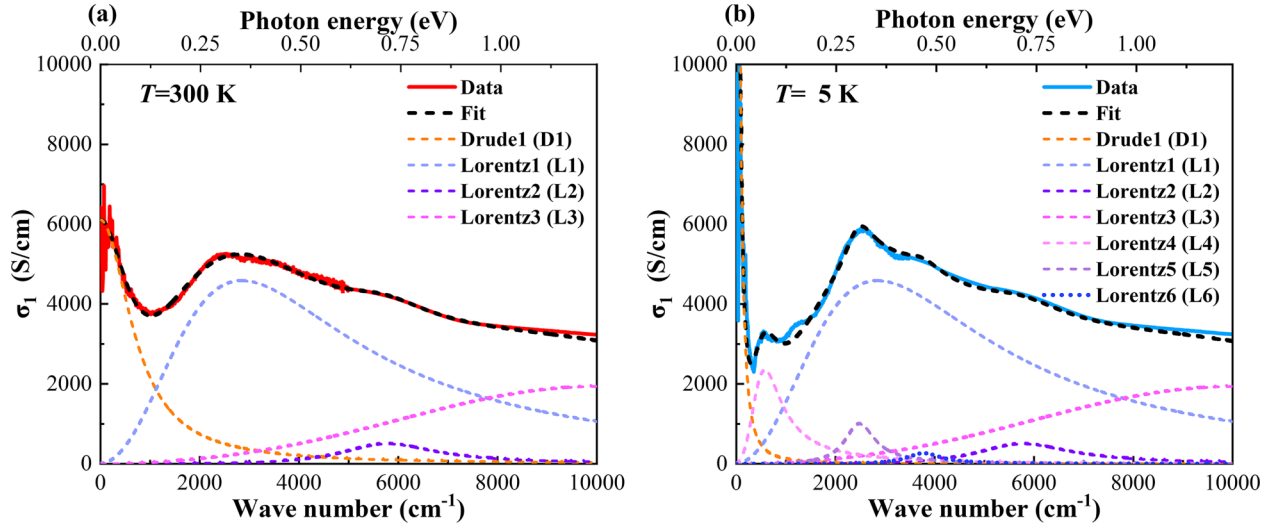 (a)
Photon energy (eV)
0.00 0.25 0.50 0.75 1.00
10000
8000
6000
4000
2000
0
σ1 (S/cm)
T=300 K
Data
Fit
Drude1 (D1)
Lorentz1 (L1)
Lorentz2 (L2)
Lorentz3 (L3)
0 2000 4000 6000 8000 10000
Wave number (cm-1)
(b)
Photon energy (eV)
0.00 0.25 0.50 0.75 1.00
10000
8000
6000
4000
2000
0
σ1 (S/cm)
T= 5 K
Data
Fit
Drude1 (D1)
Lorentz1 (L1)
Lorentz2 (L2)
Lorentz3 (L3)
Lorentz4 (L4)
Lorentz5 (L5)
Lorentz6 (L6)
0 2000 4000 6000 8000 10000
Wave number (cm-1)